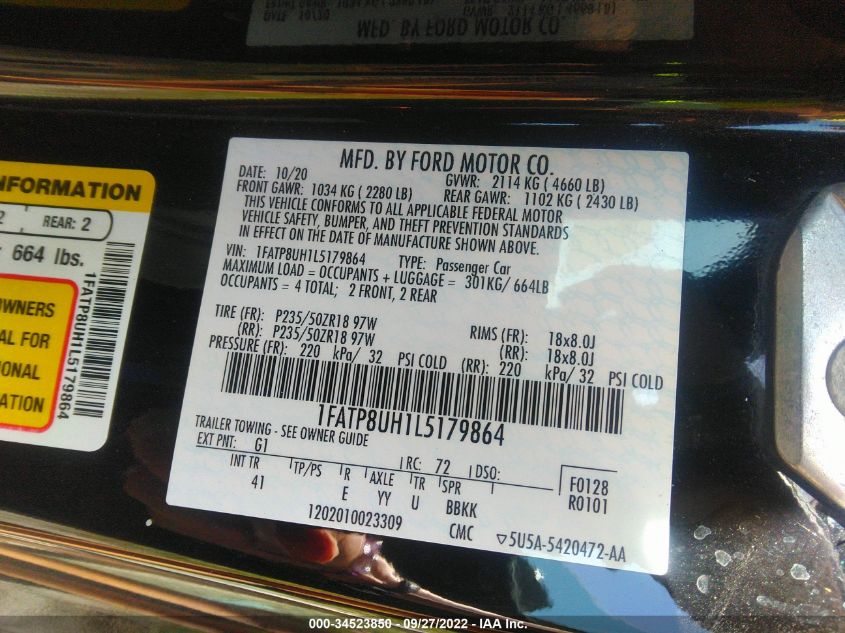 MFD. BY FORD MOTOR CO.
NFORMATION
2 REAR: 2
664 lbs.
OWNERS
AL FOR
IONAL
ATION
1FATP8UH1L5179864
MFD. BY FORD MOTOR CO.
DATE: 10/20 GVWR: 2114 KG ( 4660 LB)
FRONT GAWR: 1034 KG ( 2280 LB) REAR GAWR: 1102 KG ( 2430 LB)
THIS VEHICLE CONFORMS TO ALL APPLICABLE FEDERAL MOTOR
VEHICLE SAFETY, BUMPER, AND THEFT PREVENTION STANDARDS
IN EFFECT ON THE DATE OF MANUFACTURE SHOWN ABOVE.
VIN: 1FATP8UH1L5179864 TYPE: Passenger Car
MAXIMUM LOAD = OCCUPANTS + LUGGAGE = 301KG/ 664LB
OCCUPANTS = 4 TOTAL; 2 FRONT, 2 REAR
TIRE (FR): P235/50ZR18 97W RIMS (FR): 18x8.0J
(RR): P235/50ZR18 97W (RR): 18x8.0J
PRESSURE (FR): 220 kPa/ 32 PSI COLD (RR): 220 kPa/ 32 PSI COLD
1FATP8UH1L5179864
TRAILER TOWING - SEE OWNER GUIDE
EXT PNT: G1 RC: 72 DSO: F0128
INT TR TP/PS R AXLE TR SPR R0101
41 E YY U BBKK
1202010023309 CMC ▽5U5A-5420472-AA
000-34523850 - 09/27/2022 - IAA Inc.